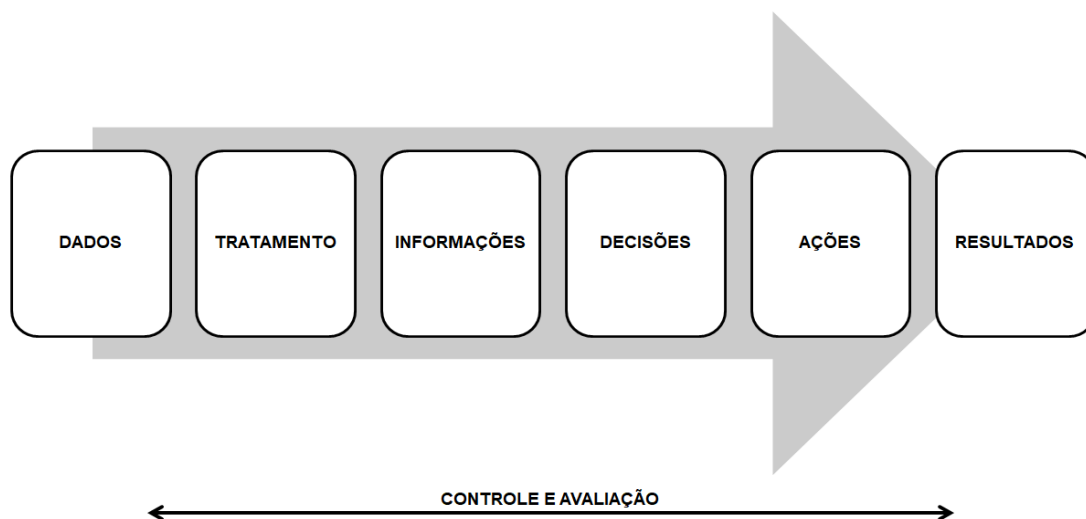 DADOS
TRATAMENTO
INFORMAÇÕES
DECISÕES
AÇÕES
RESULTADOS
CONTROLE E AVALIAÇÃO